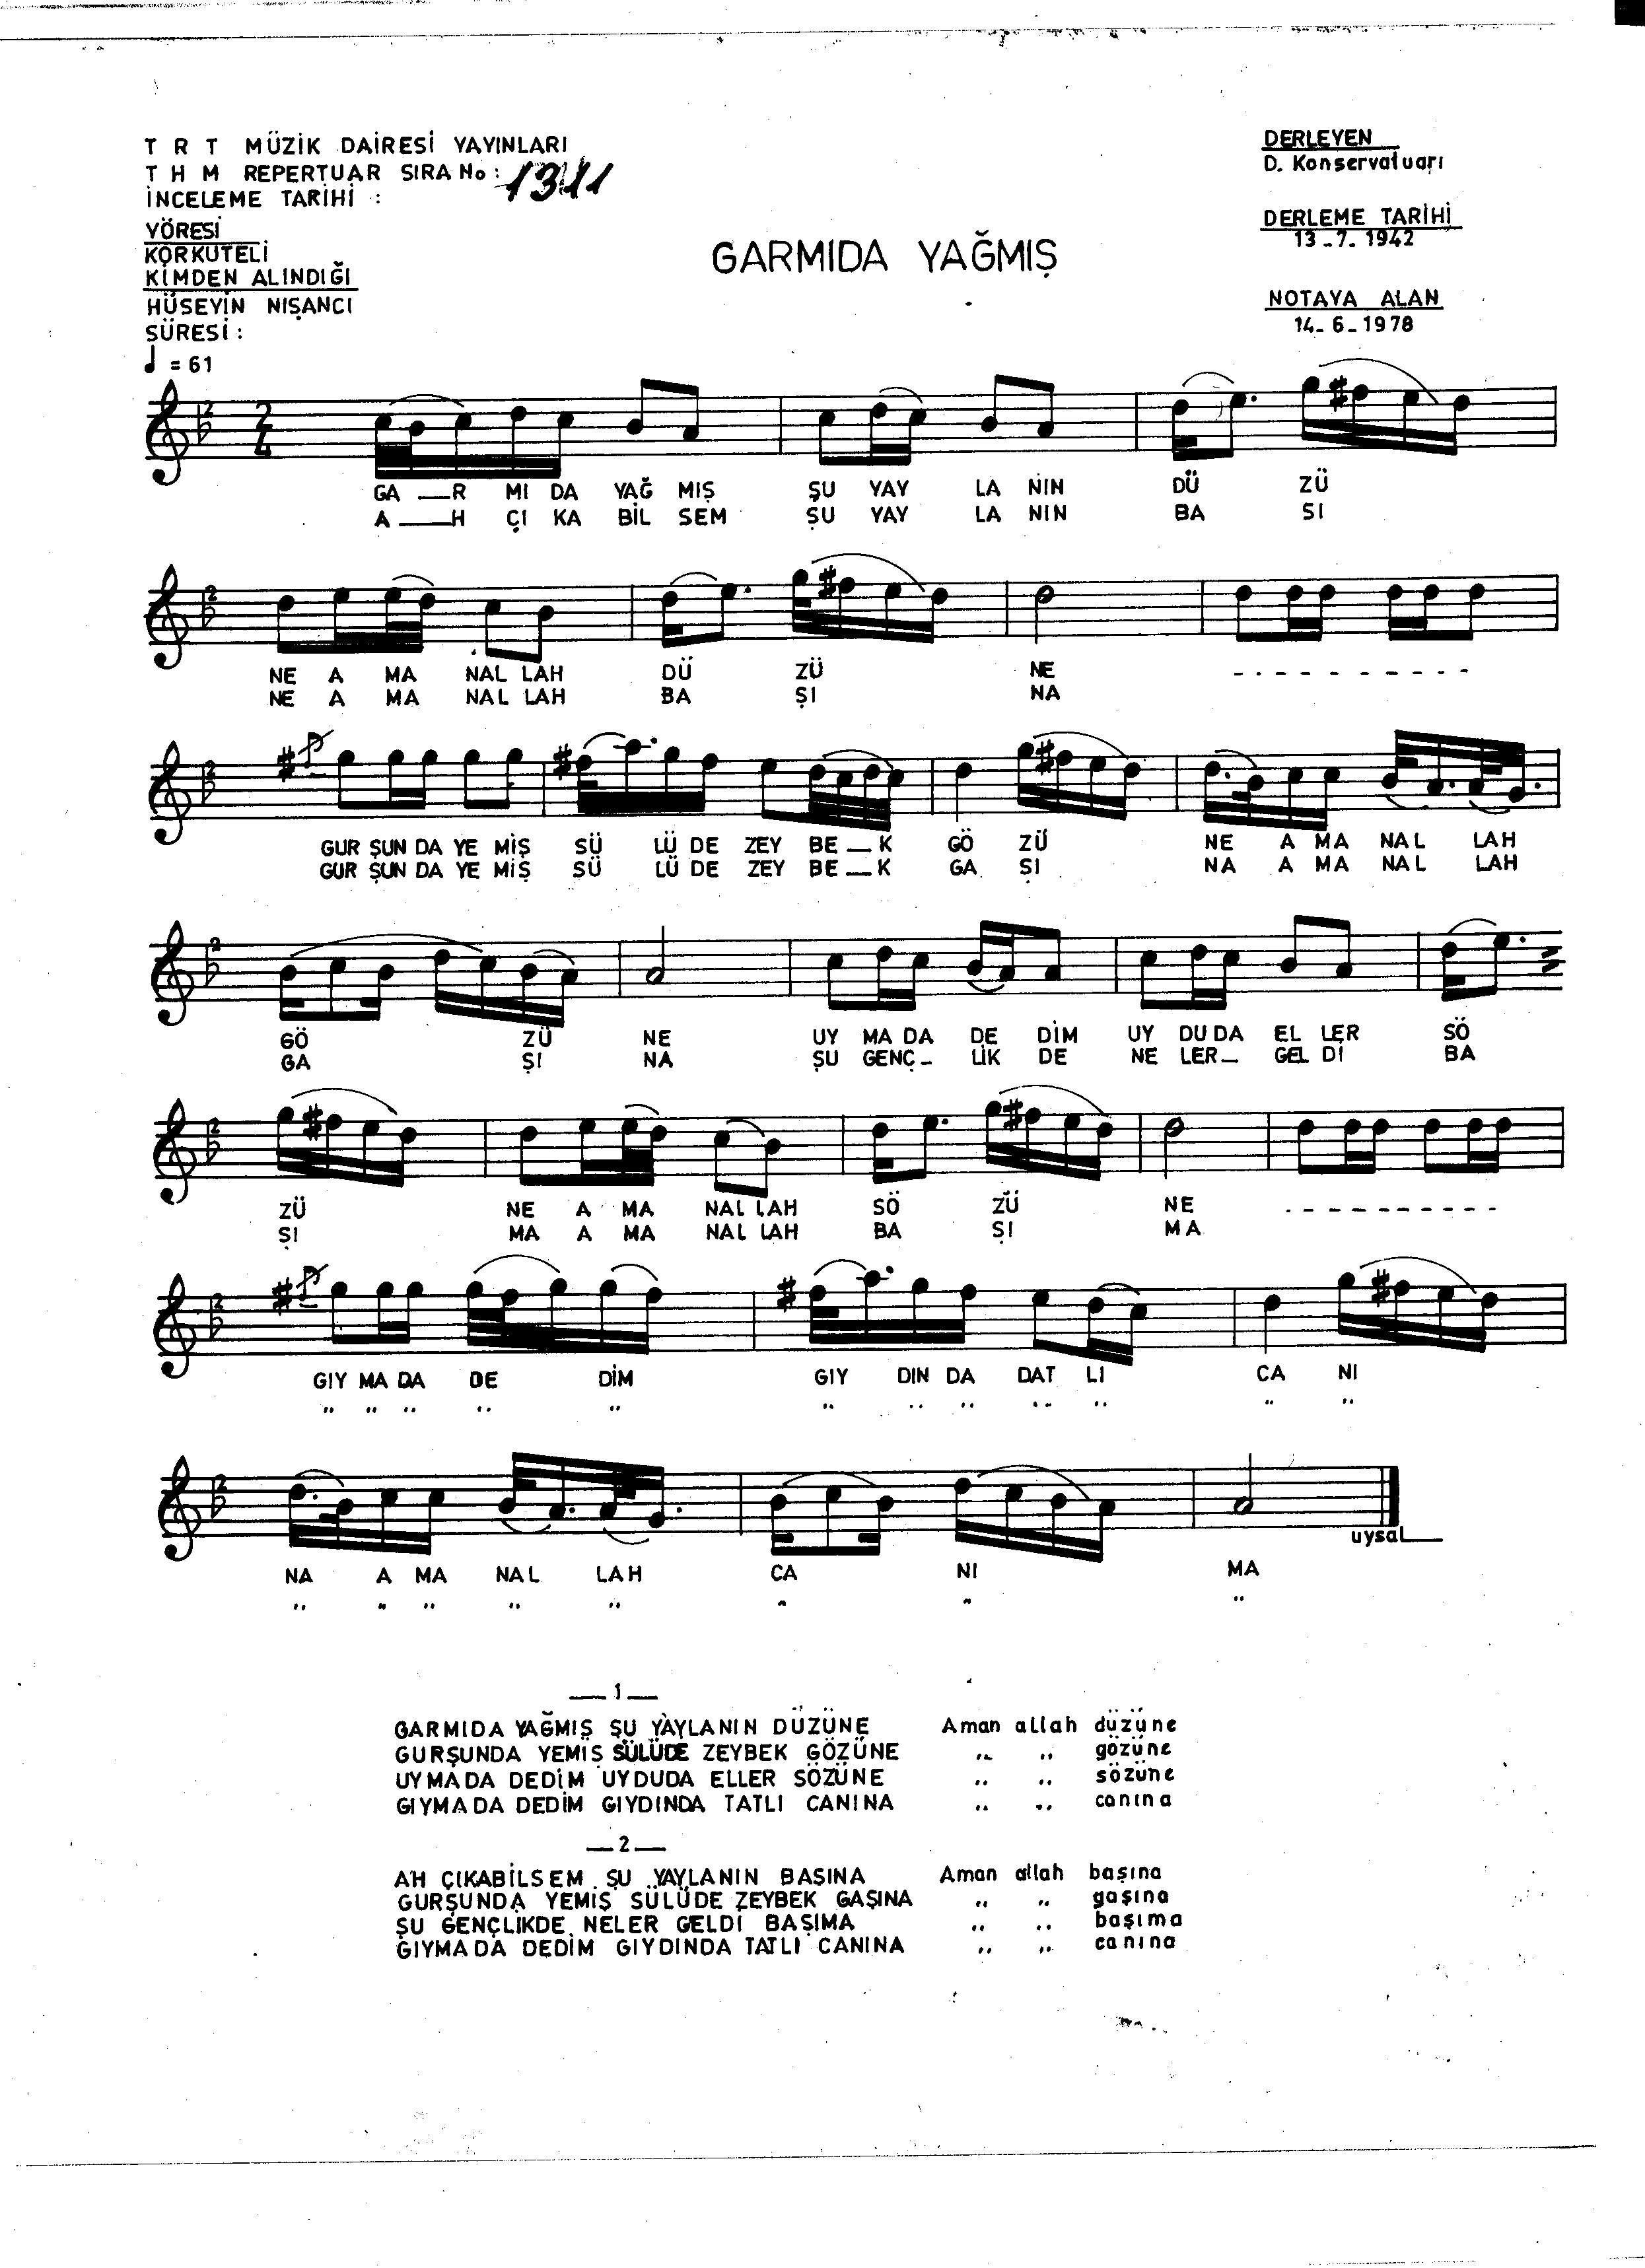 T R T MÜZİK DAİRESİ YAYINLARI
T H M REPERTUAR SIRA No: 1311
İNCELEME TARİHİ :
YÖRESİ
KORKUTELİ
KİMDEN ALINDIĞI
HÜSEYİN NIŞANCI
SÜRESİ:
= 61
GARMIDA YAĞMIŞ
DERLEYEN
D. Konservatuarı
DERLEME TARİHİ
13-7-1942
NOTAYA ALAN
14-6-1978
2 2 4
GA — R MI DA YAĞ MIŞ ŞU YAY LA NIN DÜ ZÜ
A — H ÇI KA BİL SEM ŞU YAY LA NIN BA ŞI
2
NE A MA NAL LAH DÜ ZÜ NE - - - - - - - - - -
NE A MA NAL LAH BA ŞI NA
2
GUR ŞUN DA YE MİŞ SÜ LÜ DE ZEY BE — K GÖ ZÜ NE A MA NAL LAH
GUR ŞUN DA YE MİŞ SÜ LÜ DE ZEY BE — K GA ŞI NA A MA NAL LAH
2
GÖ ZÜ NE UY MA DA DE DİM UY DU DA EL LER SÖ
GA ŞI NA ŞU GENÇ - LİK DE NE LER - GEL DI BA
2
ZÜ NE A MA NAL LAH SÖ ZÜ NE - - - - - - - - - -
ŞI MA A MA NAL LAH BA ŞI MA
2
GIY MA DA DE DİM GIY DIN DA DAT LI CA NI
" " " " " " " " " " " "
2
NA A MA NAL LAH CA NI MA
" " " " " " " "
uysal
— 1 —
GARMIDA YAĞMIŞ ŞU YAYLANIN DÜZÜNE Aman allah düzüne
GURŞUNDA YEMİŞ SÜLÜDE ZEYBEK GÖZÜNE " " gözüne
UYMADA DEDİM UYDUDA ELLER SÖZÜNE " " sözüne
GIYMADA DEDİM GIYDINDA TATLI CANINA " " canına
— 2 —
AH ÇIKABİLSEM ŞU YAYLANIN BAŞINA Aman allah başına
GURŞUNDA YEMİŞ SÜLÜDE ZEYBEK GAŞINA " " gaşına
ŞU GENÇLIKDE NELER GELDİ BAŞIMA " " başıma
GIYMADA DEDİM GIYDINDA TATLI CANINA " " canına